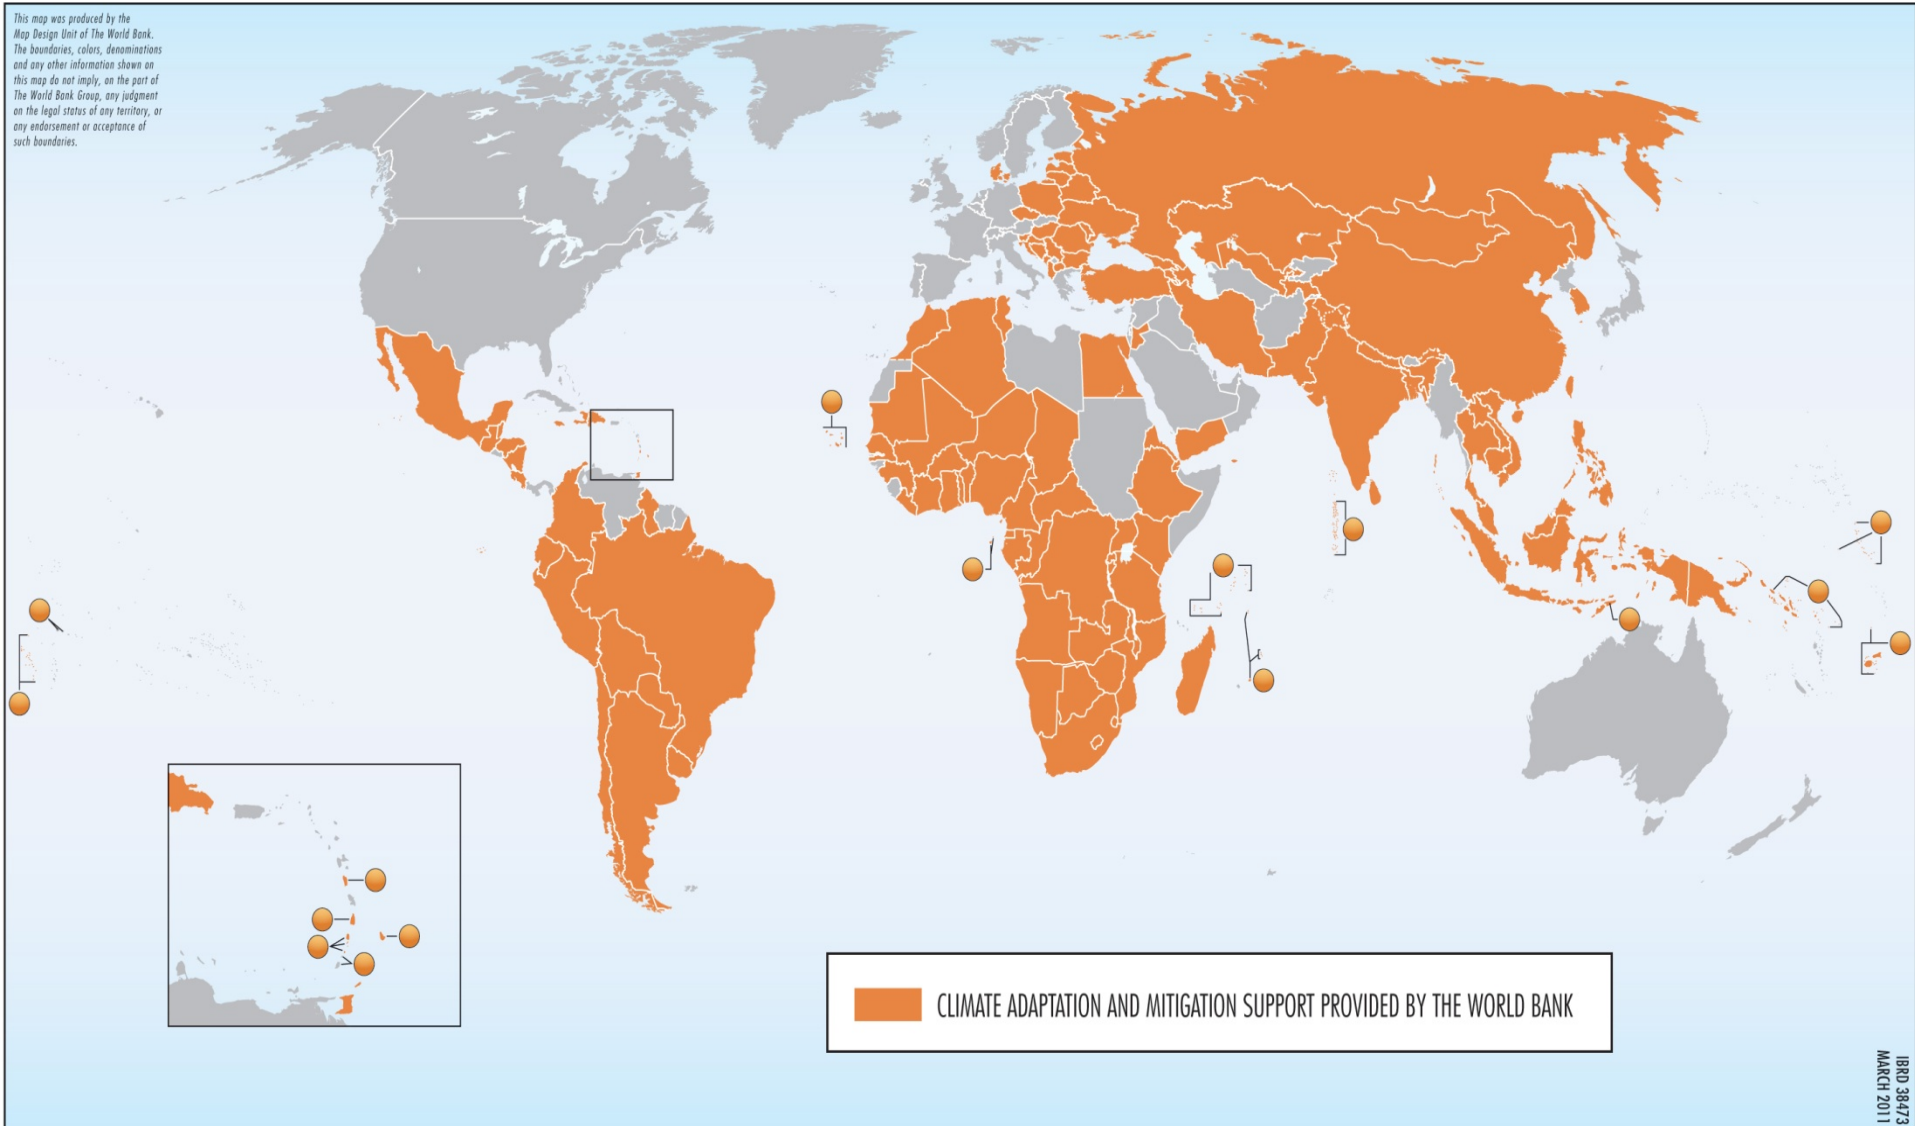 This map was produced by the
Map Design Unit of The World Bank.
The boundaries, colors, denominations
and any other information shown on
this map do not imply, on the part of
The World Bank Group, any judgment
on the legal status of any territory, or
any endorsement or acceptance of
such boundaries.
CLIMATE ADAPTATION AND MITIGATION SUPPORT PROVIDED BY THE WORLD BANK
IBRD 38473
MARCH 2011